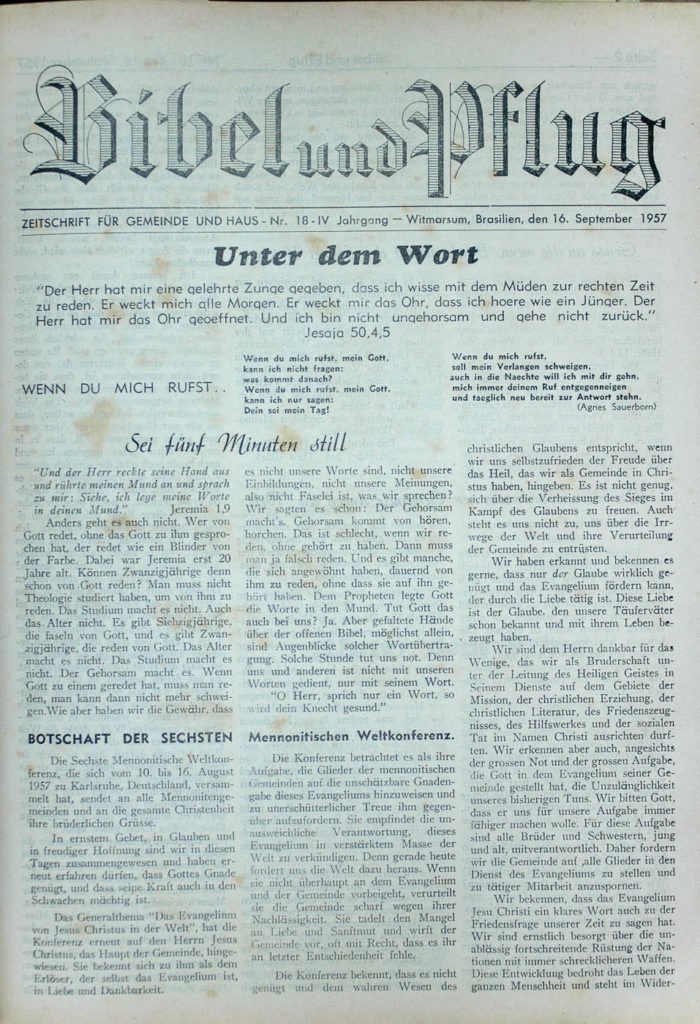 Bibel und Pflug
ZEITSCHRIFT FÜR GEMEINDE UND HAUS - Nr. 18 - IV Jahrgang — Witmarsum, Brasilien, den 16. September 1957
Unter dem Wort
"Der Herr hat mir eine gelehrte Zunge gegeben, dass ich wisse mit dem Müden zur rechten Zeit
zu reden. Er weckt mich alle Morgen. Er weckt mir das Ohr, dass ich hoere wie ein Jünger. Der
Herr hat mir das Ohr geoeffnet. Und ich bin nicht ungehorsam und gehe nicht zurück."
Jesaja 50,4,5
WENN DU MICH RUFST..
Wenn du mich rufst, mein Gott,
kann ich nicht fragen:
was kommt danach?
Wenn du mich rufst, mein Gott,
kann ich nur sagen:
Dein sei mein Tag!
Wenn du mich rufst,
soll mein Verlangen schweigen,
auch in die Naechte will ich mit dir gehn,
mich immer deinem Ruf entgegenneigen
und taeglich neu bereit zur Antwort stehn.
(Agnes Sauerborn)
Sei fünf Minuten still
"Und der Herr reckte seine Hand aus
und rührte meinen Mund an und sprach
zu mir: Siehe, ich lege meine Worte
in deinen Mund." Jeremia 1,9
Anders geht es auch nicht. Wer von
Gott redet, ohne das Gott zu ihm gespro-
chen hat, der redet wie ein Blinder von
der Farbe. Dabei war Jeremia erst 20
Jahre alt. Können Zwanzigjährige denn
schon von Gott reden? Man muss nicht
Theologie studiert haben, um von ihm zu
reden. Das Studium macht es nicht. Auch
das Alter nicht. Es gibt Siebzigjährige,
die faseln von Gott, und es gibt Zwan-
zigjährige, die reden von Gott. Das Alter
macht es nicht. Das Studium macht es
nicht. Der Gehorsam macht es. Wenn
Gott zu einem geredet hat, muss man re-
den, man kann dann nicht mehr schwei-
gen.Wie aber haben wir die Gewähr, dass
es nicht unsere Worte sind, nicht unsere
Einbildungen, nicht unsere Meinungen,
also nicht Faselei ist, was wir sprechen?
Wir sagten es schon: Der Gehorsam
macht's. Gehorsam kommt von hören,
horchen. Das ist schlecht, wenn wir re-
den, ohne gehört zu haben. Dann muss
man ja falsch reden. Und es gibt manche,
die sich angewöhnt haben, dauernd von
ihm zu reden, ohne dass sie auf ihn ge-
hört haben. Dem Propheten legte Gott
die Worte in den Mund. Tut Gott das
auch bei uns? Ja. Aber gefaltete Hände
über der offenen Bibel, möglichst allein,
sind Augenblicke solcher Wortübertra-
gung. Solche Stunde tut uns not. Denn
uns und anderen ist nicht mit unseren
Worten gedient, nur mit seinem Wort.
"O Herr, sprich nur ein Wort, so
wird dein Knecht gesund."
BOTSCHAFT DER SECHSTEN Mennonitischen Weltkonferenz.
Die Sechste Mennonitische Weltkon-
ferenz, die sich vom 10. bis 16. August
1957 zu Karlsruhe, Deutschland, versam-
melt hat, sendet an alle Mennonitenge-
meinden und an die gesamte Christenheit
ihre brüderlichen Grüsse.
In ernstem Gebet, in Glauben und
in freudiger Hoffnung sind wir in diesen
Tagen zusammengewesen und haben er-
neut erfahren dürfen, dass Gottes Gnade
genügt, und dass seine Kraft auch in den
Schwachen mächtig ist.
Das Generalthema "Das Evangelium
von Jesus Christus in der Welt", hat die
Konferenz erneut auf den Herrn Jesus
Christus, das Haupt der Gemeinde, hinge-
wiesen. Sie bekennt sich zu ihm als dem
Erlöser, der selbst das Evangelium ist,
in Liebe und Dankbarkeit.
Die Konferenz betrachtet es als ihre
Aufgabe, die Glieder der mennonitischen
Gemeinden auf die unschätzbare Gnaden-
gabe dieses Evangeliums hinzuweisen und
zu unerschütterlicher Treue ihm gegen-
über aufzufordern. Sie empfindet die un-
ausweichliche Verantwortung, dieses
Evangelium in verstärktem Masse der
Welt zu verkündigen. Denn gerade heute
fordert uns die Welt dazu heraus. Wenn
sie nicht überhaupt an dem Evangelium
und der Gemeinde vorbeigeht, verurteilt
sie die Gemeinde scharf wegen ihrer
Nachlässigkeit. Sie tadelt den Mangel
an Liebe und Sanftmut und wirft der
Gemeinde vor, oft mit Recht, dass es ihr
an letzter Entschiedenheit fehle.
Die Konferenz bekennt, dass es nicht
genügt und dem wahren Wesen des
christlichen Glaubens entspricht, wenn
wir uns selbstzufrieden der Freude über
das Heil, das wir als Gemeinde in Chri-
stus haben, hingeben. Es ist nicht genug,
sich über die Verheissung des Sieges im
Kampf des Glaubens zu freuen. Auch
steht es uns nicht zu, uns über die Irr-
wege der Welt und ihre Verurteilung
der Gemeinde zu entrüsten.
Wir haben erkannt und bekennen es
gerne, dass nur der Glaube wirklich ge-
nügt und das Evangelium fördern kann,
der durch die Liebe tätig ist. Diese Liebe
ist der Glaube, den unsere Täuferväter
schon bekannt und mit ihrem Leben be-
zeugt haben.
Wir sind dem Herrn dankbar für das
Wenige, das wir als Bruderschaft un-
ter der Leitung des Heiligen Geistes in
Seinem Dienste auf dem Gebiete der
Mission, der christlichen Erziehung, der
christlichen Literatur, des Friedenszeug-
nisses, des Hilfswerkes und der sozialen
Tat im Namen Christi ausrichten durf-
ten. Wir erkennen aber auch, angesichts
der grossen Not und der grossen Aufgabe,
die Gott in dem Evangelium seiner Ge-
meinde gestellt hat, die Unzulänglichkeit
unseres bisherigen Tuns. Wir bitten Gott,
dass er uns für unsere Aufgabe immer
fähiger machen wolle. Für diese Aufgabe
sind alle Brüder und Schwestern, jung
und alt, mitverantwortlich. Daher fordern
wir die Gemeinde auf ,alle Glieder in den
Dienst des Evangeliums zu stellen und
zu tätiger Mitarbeit anzuspornen.
Wir bekennen, dass das Evangelium
Jesu Christi ein klares Wort auch zu der
Friedensfrage unserer Zeit zu sagen hat.
Wir sind ernstlich besorgt über die un-
ablässig fortschreitende Rüstung der Na-
tionen mit immer schrecklicheren Waffen.
Diese Entwicklung bedroht das Leben der
ganzen Menschheit und steht im Wider-